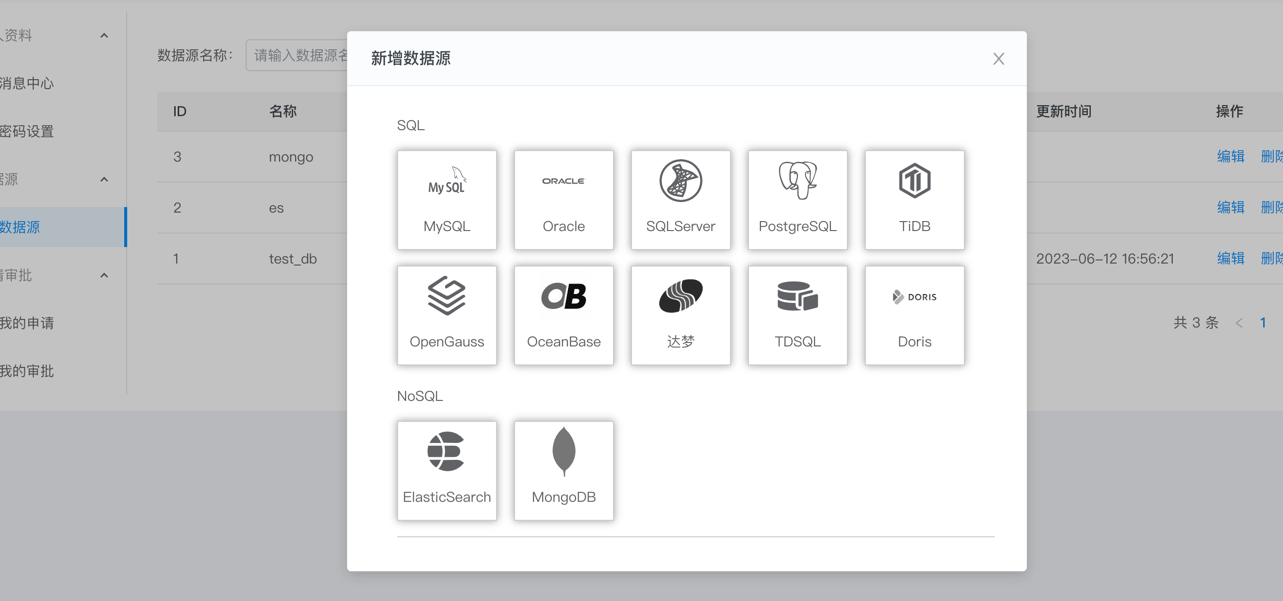 人资料
消息中心
密码设置
据源
数据源
请审批
我的申请
我的审批
数据源名称： 请输入数据源名
ID 名称 更新时间 操作
3 mongo 编辑 删除
2 es 编辑 删除
1 test_db 2023-06-12 16:56:21 编辑 删除
共 3 条 < 1
新增数据源
SQL
My SQL ORACLE
MySQL Oracle SQLServer PostgreSQL TiDB
OB DORIS
OpenGauss OceanBase 达梦 TDSQL Doris
NoSQL
ElasticSearch MongoDB